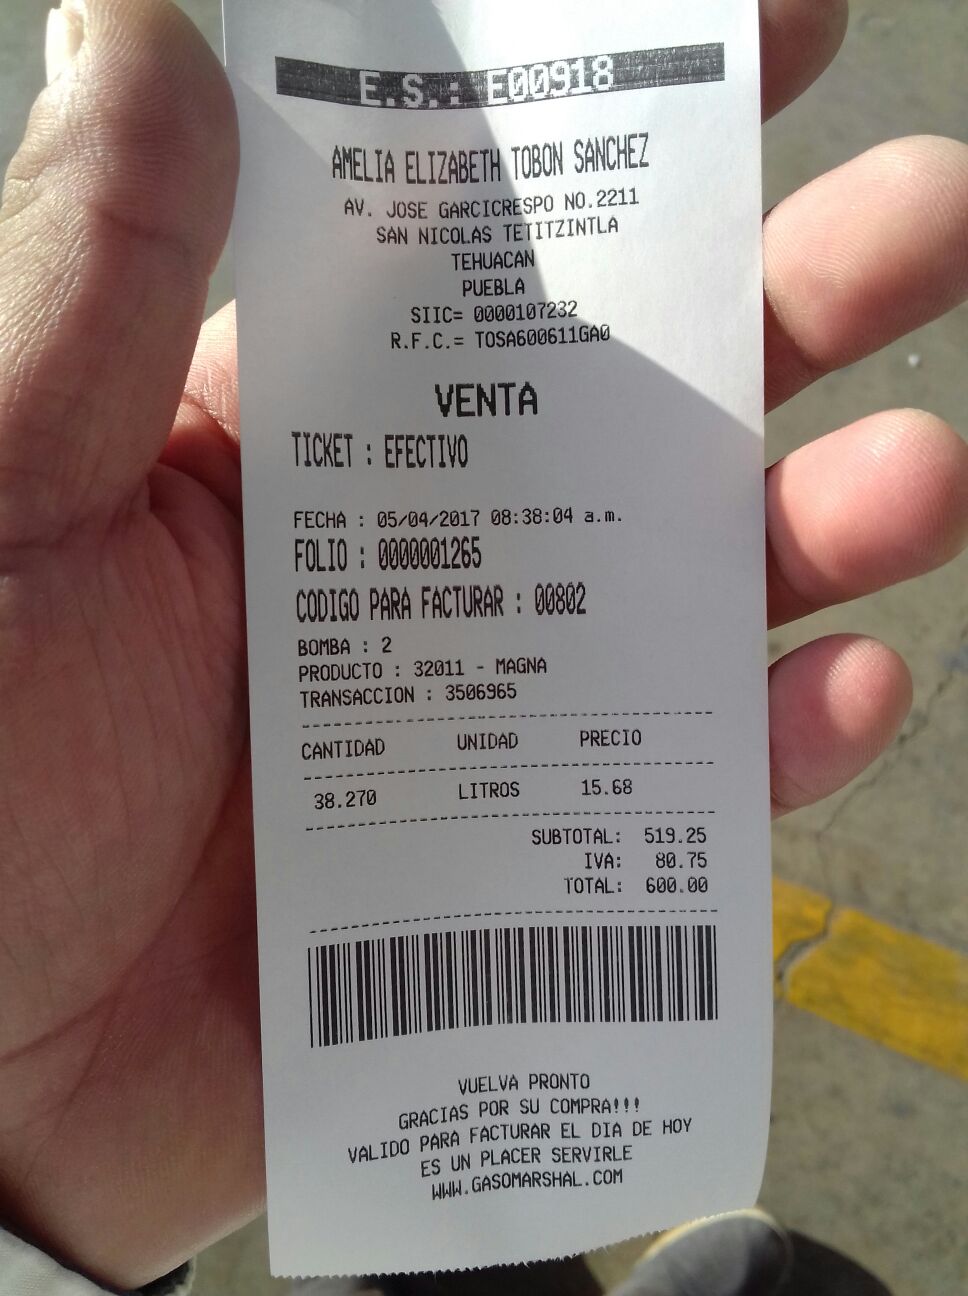 E.S.: E00918
AMELIA ELIZABETH TOBON SANCHEZ
AV. JOSE GARCICRESPO NO.2211
SAN NICOLAS TETITZINTLA
TEHUACAN
PUEBLA
SIIC= 0000107232
R.F.C.= TOSA600611GA0
VENTA
TICKET : EFECTIVO
FECHA : 05/04/2017 08:38:04 a.m.
FOLIO : 0000001265
CODIGO PARA FACTURAR : 00802
BOMBA : 2
PRODUCTO : 32011 - MAGNA
TRANSACCION : 3506965
CANTIDAD UNIDAD PRECIO
38.270 LITROS 15.68
SUBTOTAL: 519.25
IVA: 80.75
TOTAL: 600.00
VUELVA PRONTO
GRACIAS POR SU COMPRA!!!
VALIDO PARA FACTURAR EL DIA DE HOY
ES UN PLACER SERVIRLE
WWW.GASOMARSHAL.COM